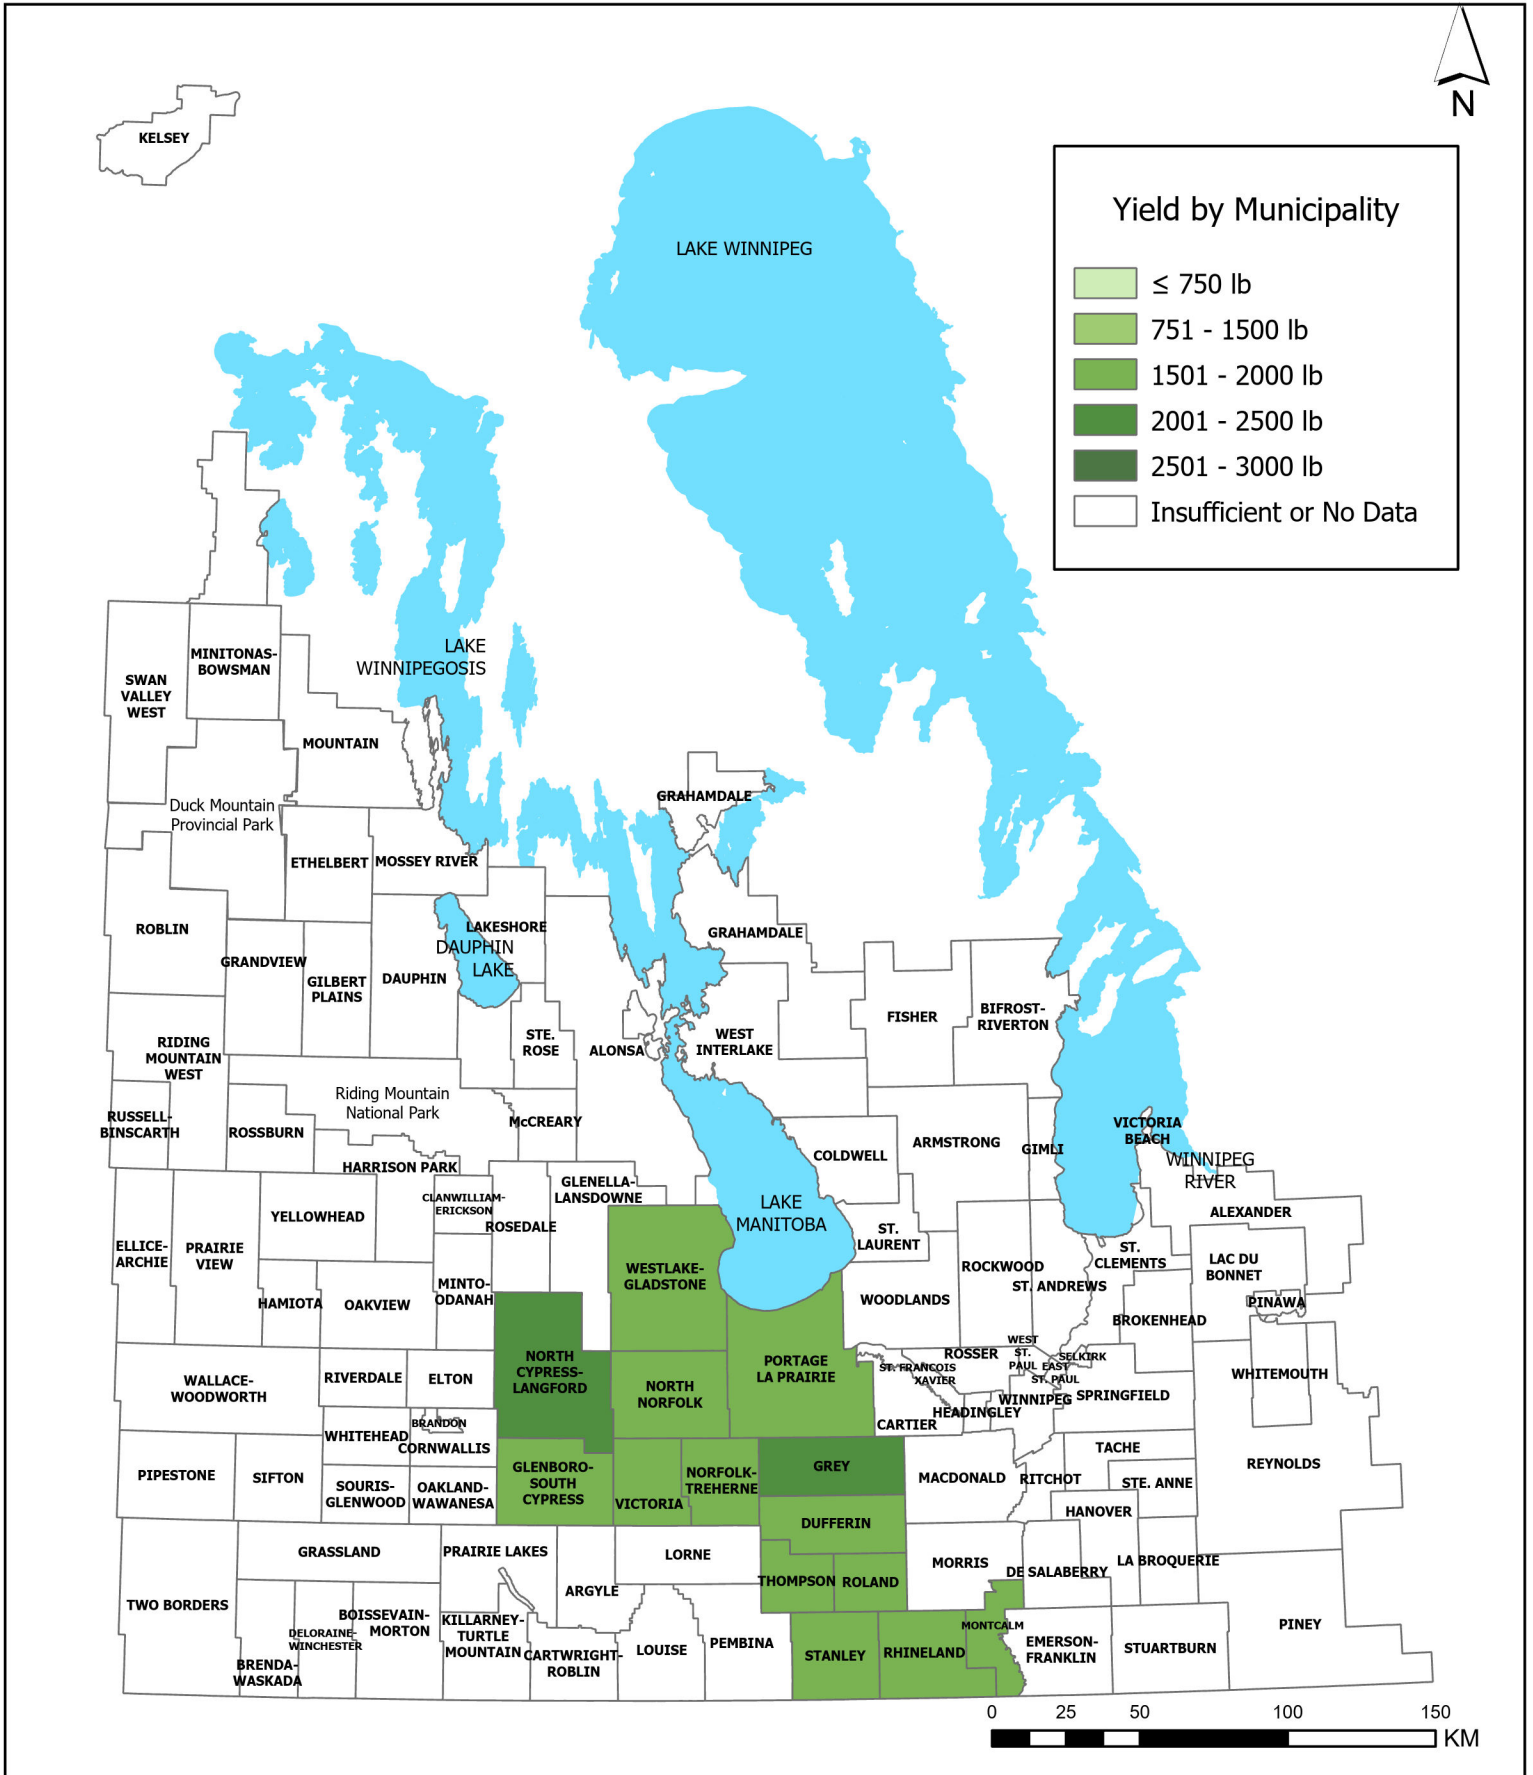 N
KELSEY
Yield by Municipality
≤ 750 lb
751 - 1500 lb
1501 - 2000 lb
2001 - 2500 lb
2501 - 3000 lb
Insufficient or No Data
LAKE WINNIPEG
LAKE
WINNIPEGOSIS
MINITONAS-
BOWSMAN
SWAN
VALLEY
WEST
MOUNTAIN
Duck Mountain
Provincial Park
GRAHAMDALE
ETHELBERT
MOSSEY RIVER
ROBLIN
LAKESHORE
DAUPHIN
LAKE
GRAHAMDALE
GRANDVIEW
GILBERT
PLAINS
DAUPHIN
FISHER
BIFROST-
RIVERTON
STE.
ROSE
ALONSA
WEST
INTERLAKE
RIDING
MOUNTAIN
WEST
Riding Mountain
National Park
RUSSELL-
BINSCARTH
ROSSBURN
McCREARY
VICTORIA
BEACH
ARMSTRONG
GIMLI
COLDWELL
WINNIPEG
RIVER
HARRISON PARK
GLENELLA-
LANSDOWNE
CLANWILLIAM-
ERICKSON
ROSEDALE
YELLOWHEAD
LAKE
MANITOBA
ST.
LAURENT
ALEXANDER
ELLICE-
ARCHIE
PRAIRIE
VIEW
ST.
CLEMENTS
LAC DU
BONNET
WESTLAKE-
GLADSTONE
ROCKWOOD
ST. ANDREWS
MINTO-
ODANAH
HAMIOTA
OAKVIEW
WOODLANDS
PINAWA
BROKENHEAD
NORTH
CYPRESS-
LANGFORD
PORTAGE
LA PRAIRIE
ST. FRANCOIS
XAVIER
ROSSER
WEST
ST.
PAUL
EAST
ST. PAUL
SELKIRK
WHITEMOUTH
WALLACE-
WOODWORTH
RIVERDALE
ELTON
NORTH
NORFOLK
WINNIPEG
SPRINGFIELD
HEADINGLEY
CARTIER
BRANDON
WHITEHEAD
CORNWALLIS
TACHE
PIPESTONE
SIFTON
SOURIS-
GLENWOOD
OAKLAND-
WAWANESA
GLENBORO-
SOUTH
CYPRESS
VICTORIA
NORFOLK-
TREHERNE
GREY
MACDONALD
RITCHOT
STE. ANNE
REYNOLDS
HANOVER
DUFFERIN
GRASSLAND
PRAIRIE LAKES
LORNE
MORRIS
DE SALABERRY
LA BROQUERIE
ARGYLE
THOMPSON
ROLAND
TWO BORDERS
BOISSEVAIN-
MORTON
DELORAINE-
WINCHESTER
BRENDA-
WASKADA
KILLARNEY-
TURTLE
MOUNTAIN
CARTWRIGHT-
ROBLIN
LOUISE
PEMBINA
STANLEY
RHINELAND
MONTCALM
EMERSON-
FRANKLIN
STUARTBURN
PINEY
0 25 50 100 150
KM